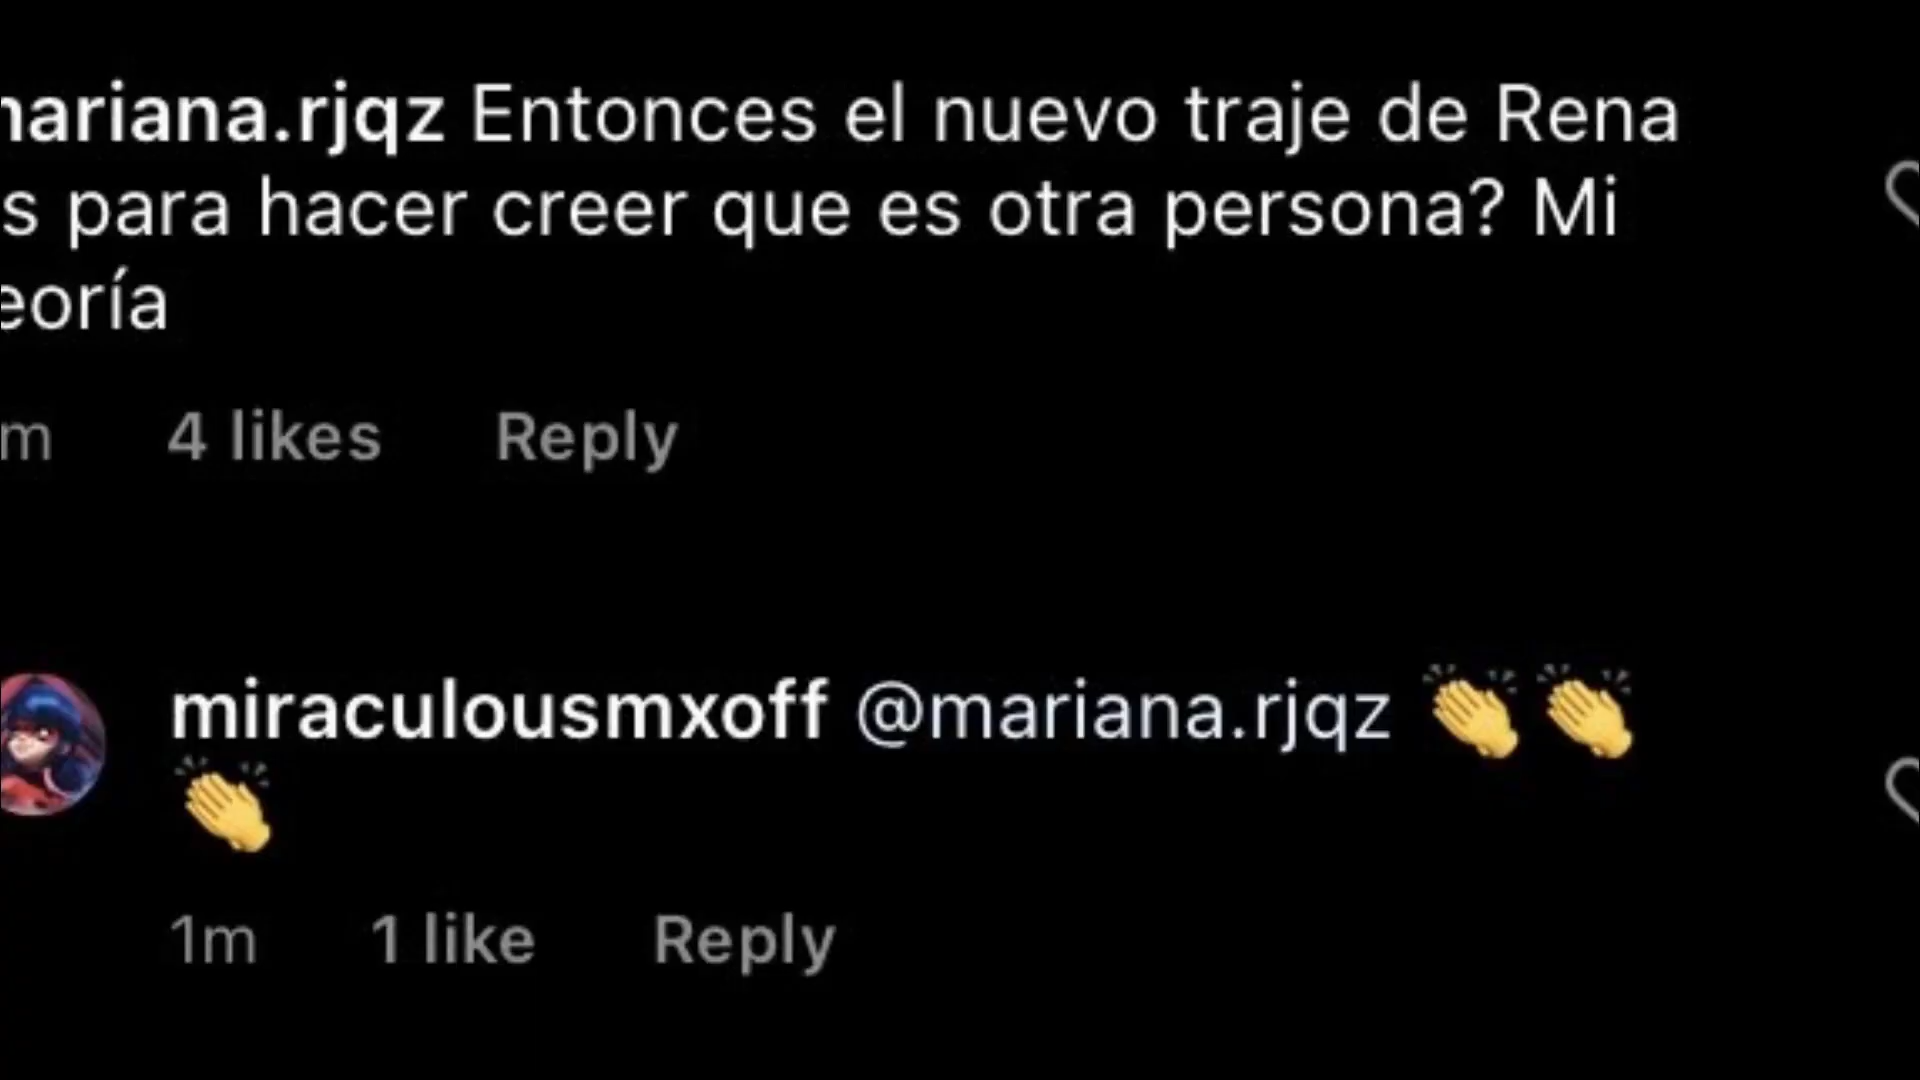 mariana.rjqz Entonces el nuevo traje de Rena
s para hacer creer que es otra persona? Mi
eoría
m 4 likes Reply
miraculousmxoff @mariana.rjqz 👏👏
👏
1m 1 like Reply